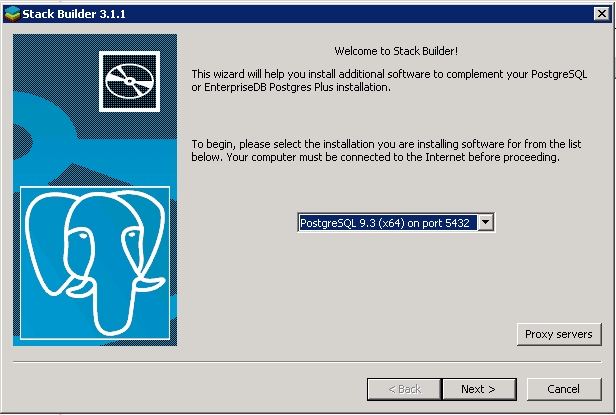 Stack Builder 3.1.1
Welcome to Stack Builder!
This wizard will help you install additional software to complement your PostgreSQL
or EnterpriseDB Postgres Plus installation.
To begin, please select the installation you are installing software for from the list
below. Your computer must be connected to the Internet before proceeding.
PostgreSQL 9.3 (x64) on port 5432
Proxy servers
< Back
Next >
Cancel